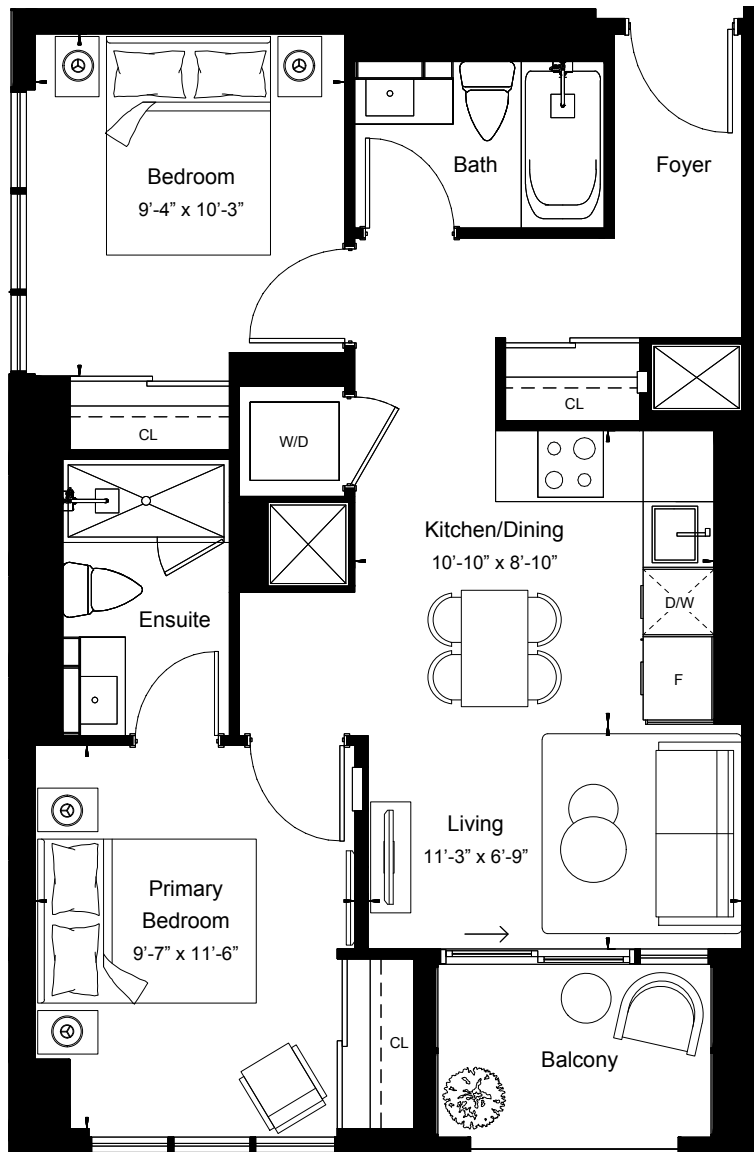 Bedroom
9’-4” x 10’-3”
Bath
Foyer
CL
W/D
CL
Kitchen/Dining
10’-10” x 8’-10”
Ensuite
D/W
F
Living
11’-3” x 6’-9”
Primary
Bedroom
9’-7” x 11’-6”
CL
Balcony